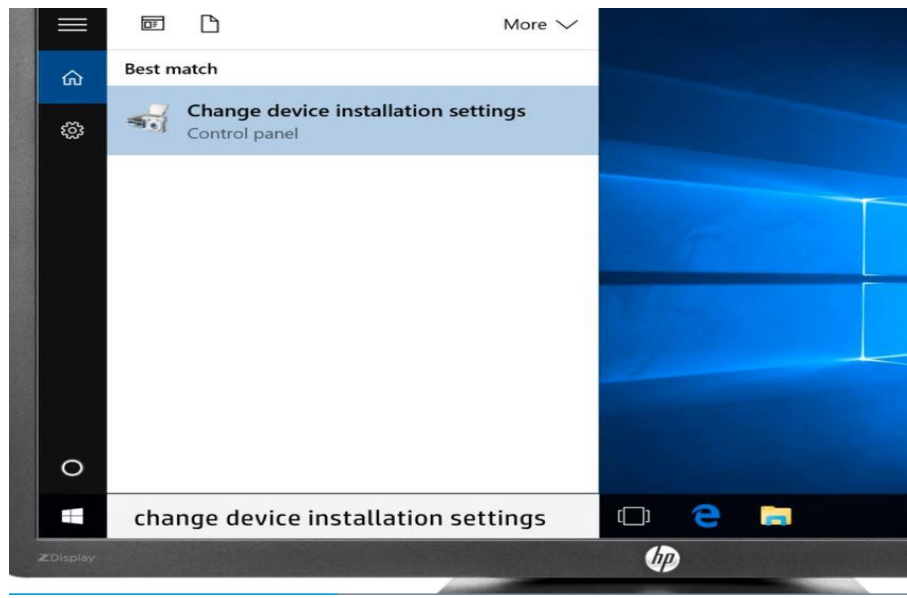 More
Best match
Change device installation settings
Control panel
change device installation settings
ZDisplay
hp